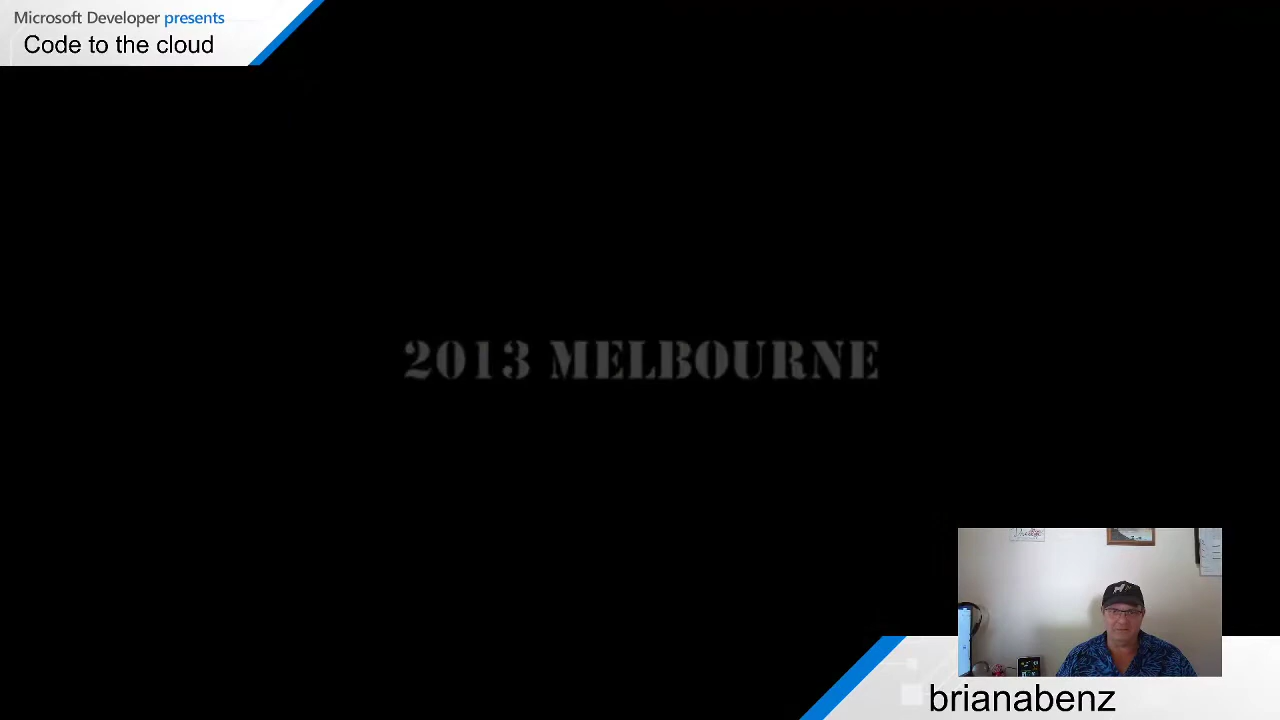 Microsoft Developer presents
Code to the cloud
2013 MELBOURNE
brianabenz